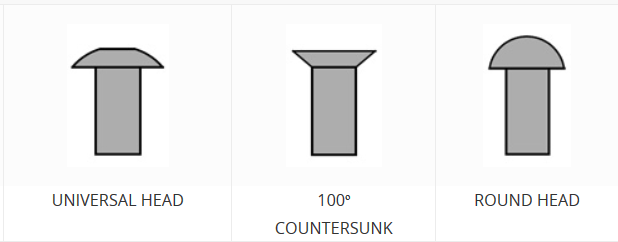 UNIVERSAL HEAD
100º
COUNTERSUNK
ROUND HEAD